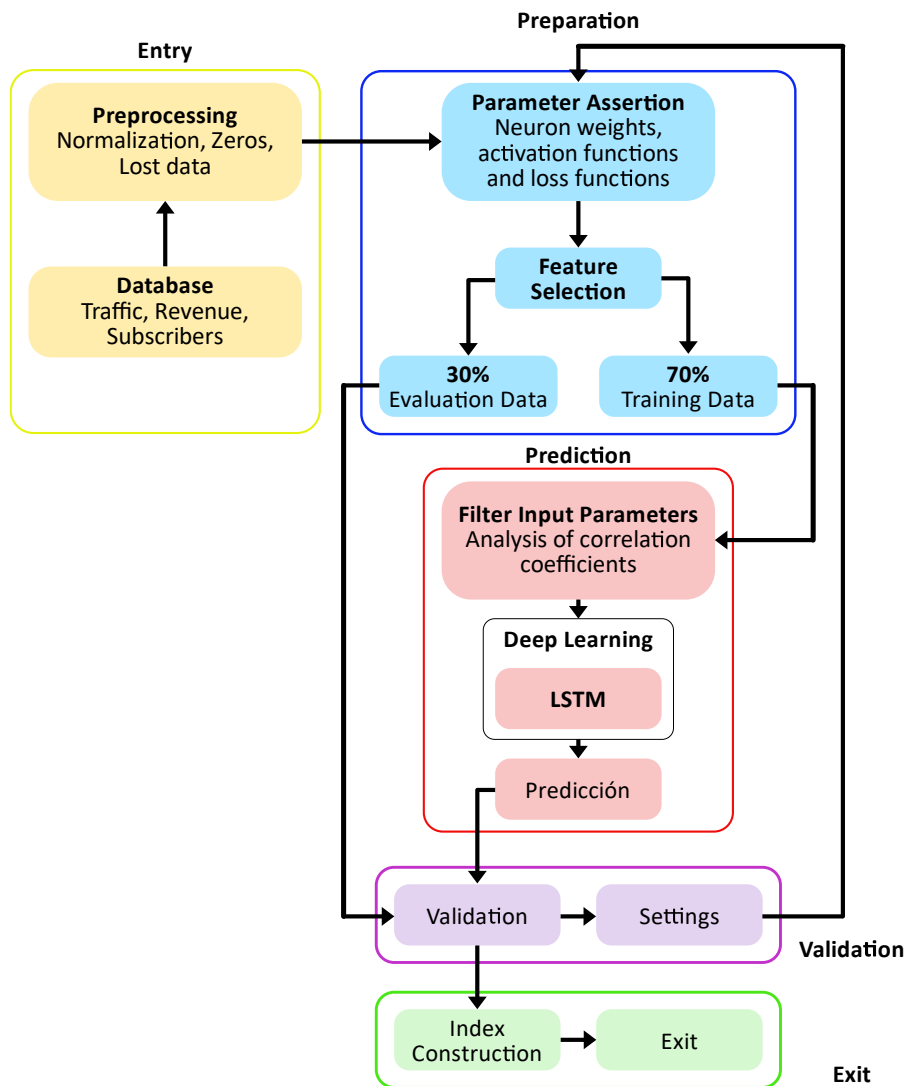 Preparation
Entry
Preprocessing
Normalization, Zeros,
Lost data
Database
Traffic, Revenue,
Subscribers
Parameter Assertion
Neuron weights,
activation functions
and loss functions
Feature
Selection
30%
Evaluation Data
70%
Training Data
Prediction
Filter Input Parameters
Analysis of correlation
coefficients
Deep Learning
LSTM
Predicción
Validation
Settings
Validation
Index
Construction
Exit
Exit